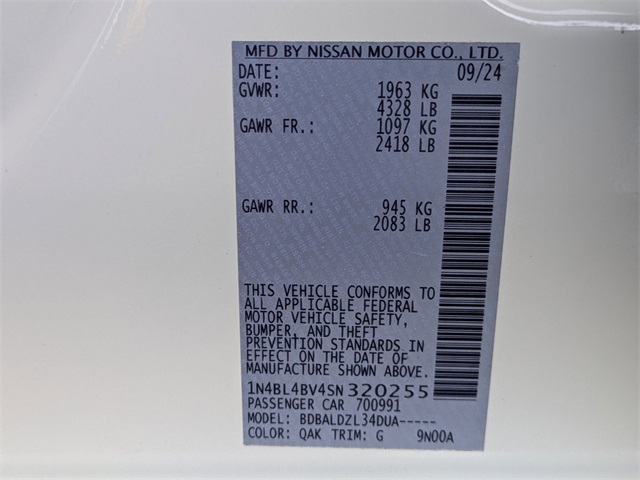 MFD BY NISSAN MOTOR CO., LTD.
DATE: 09/24
GVWR: 1963 KG
4328 LB
GAWR FR.: 1097 KG
2418 LB
GAWR RR.: 945 KG
2083 LB
THIS VEHICLE CONFORMS TO
ALL APPLICABLE FEDERAL
MOTOR VEHICLE SAFETY,
BUMPER, AND THEFT
PREVENTION STANDARDS IN
EFFECT ON THE DATE OF
MANUFACTURE SHOWN ABOVE.
1N4BL4BV4SN320255
PASSENGER CAR 700991
MODEL: BDBALDZL34DUA-----
COLOR: QAK TRIM: G 9N00A